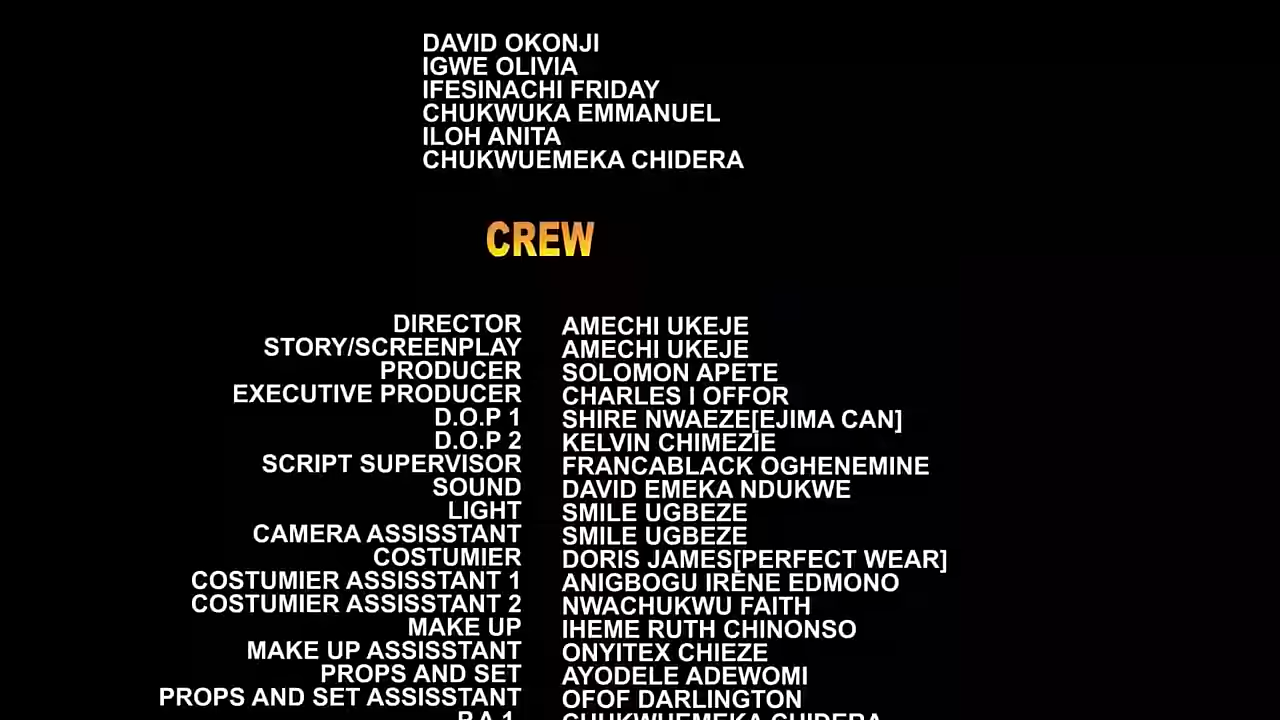 DAVID OKONJI
IGWE OLIVIA
IFESINACHI FRIDAY
CHUKWUKA EMMANUEL
ILOH ANITA
CHUKWUEMEKA CHIDERA
CREW
DIRECTOR AMECHI UKEJE
STORY/SCREENPLAY AMECHI UKEJE
PRODUCER SOLOMON APETE
EXECUTIVE PRODUCER CHARLES I OFFOR
D.O.P 1 SHIRE NWAEZE[EJIMA CAN]
D.O.P 2 KELVIN CHIMEZIE
SCRIPT SUPERVISOR FRANCABLACK OGHENEMINE
SOUND DAVID EMEKA NDUKWE
LIGHT SMILE UGBEZE
CAMERA ASSISSTANT SMILE UGBEZE
COSTUMIER DORIS JAMES[PERFECT WEAR]
COSTUMIER ASSISSTANT 1 ANIGBOGU IRENE EDMONO
COSTUMIER ASSISSTANT 2 NWACHUKWU FAITH
MAKE UP IHEME RUTH CHINONSO
MAKE UP ASSISSTANT ONYITEX CHIEZE
PROPS AND SET AYODELE ADEWOMI
PROPS AND SET ASSISSTANT OFOF DARLINGTON
P.A 1 CHUKWUEMEKA CHIDERA